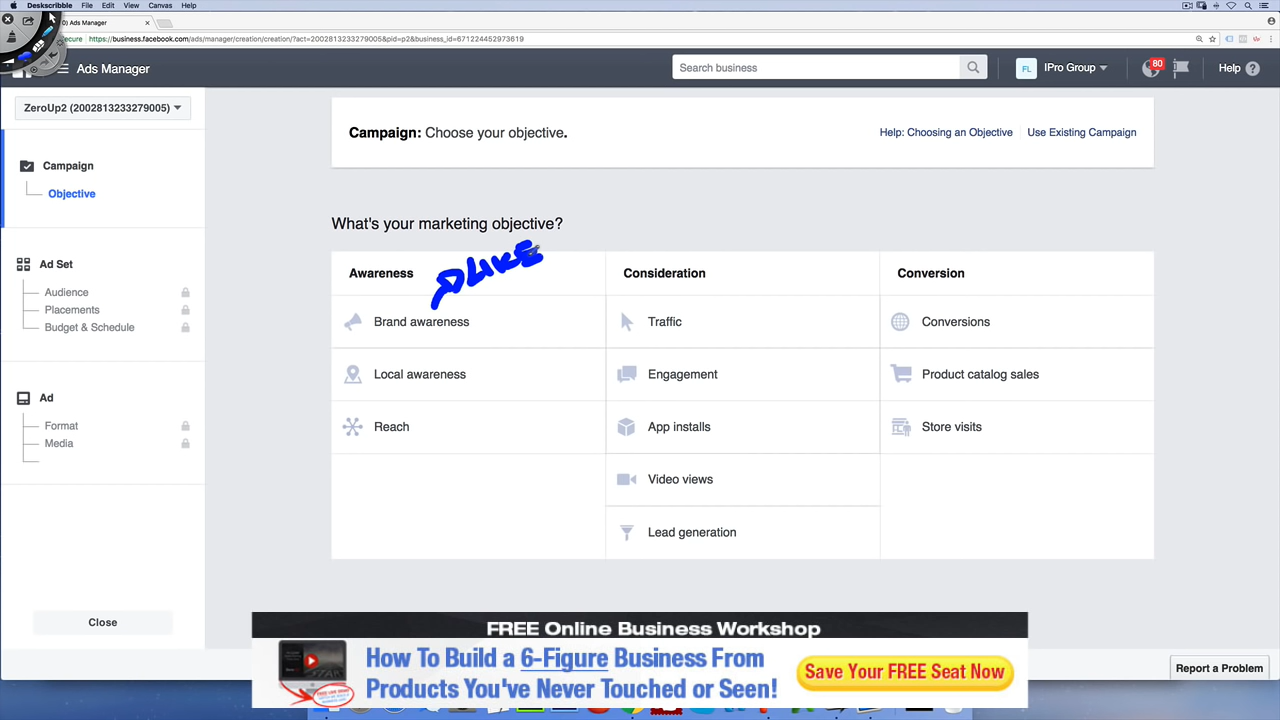 Deskscribble File Edit View Canvas Help
) Ads Manager ×
ecure https://business.facebook.com/ads/manager/creation/creation/?act=2002813233279005&pid=p2&business_id=671224452973619
Ads Manager
Search business
FL IPro Group
80
Help ?
ZeroUp2 (2002813233279005)
Campaign
Objective
Ad Set
Audience
Placements
Budget & Schedule
Ad
Format
Media
Close
Campaign: Choose your objective.
Help: Choosing an Objective
Use Existing Campaign
What's your marketing objective?
LIKE
Awareness Consideration Conversion
Brand awareness Traffic Conversions
Local awareness Engagement Product catalog sales
Reach App installs Store visits
Video views
Lead generation
FREE Online Business Workshop
How To Build a 6-Figure Business From
Products You've Never Touched or Seen!
Save Your FREE Seat Now
Report a Problem